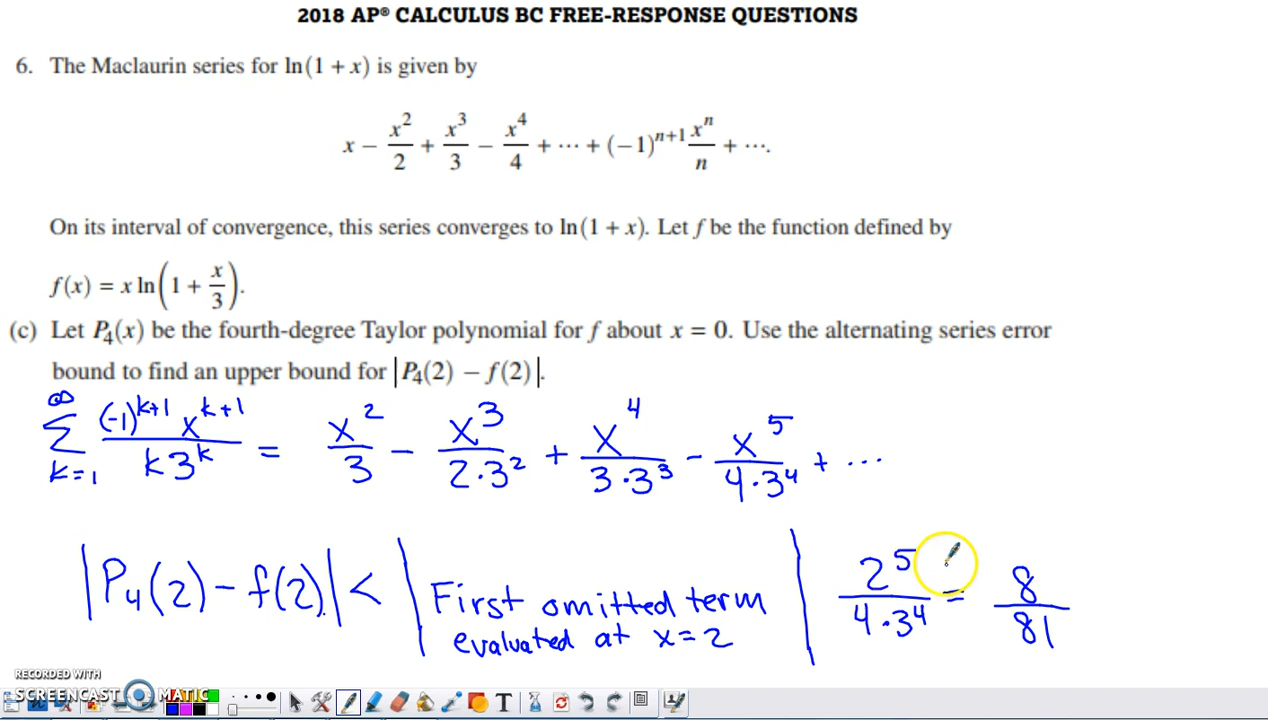 2018 AP® CALCULUS BC FREE-RESPONSE QUESTIONS
6. The Maclaurin series for ln(1 + x) is given by
x − x²/2 + x³/3 − x⁴/4 + ··· + (−1)ⁿ⁺¹ xⁿ/n + ···.
On its interval of convergence, this series converges to ln(1 + x). Let f be the function defined by
f(x) = x ln(1 + x/3).
(c) Let P₄(x) be the fourth-degree Taylor polynomial for f about x = 0. Use the alternating series error
bound to find an upper bound for |P₄(2) − f(2)|.
∞ Σ k=1 (-1)^(k+1) x^(k+1) / k3^k = x²/3 − x³/2·3² + x⁴/3·3³ − x⁵/4·3⁴ + ...
|P₄(2) − f(2)| < | First omitted term evaluated at x=2 | 2⁵/4·3⁴ = 8/81
RECORDED WITH
SCREENCAST MATIC